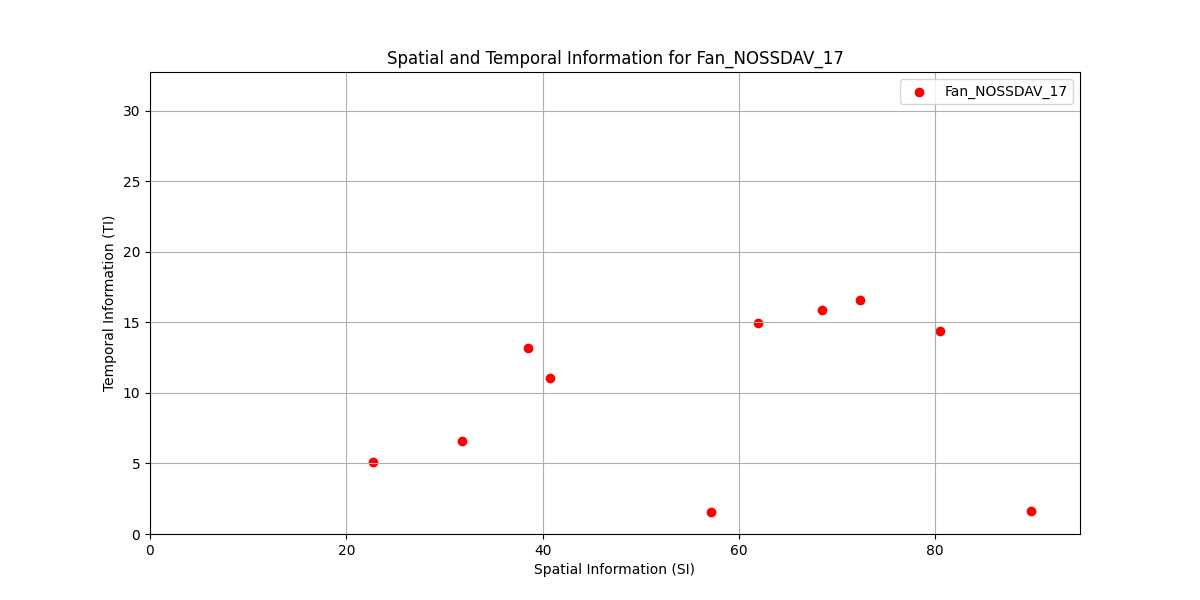 Spatial and Temporal Information for Fan_NOSSDAV_17
Fan_NOSSDAV_17
Temporal Information (TI)
30
25
20
15
10
5
0
0 20 40 60 80
Spatial Information (SI)